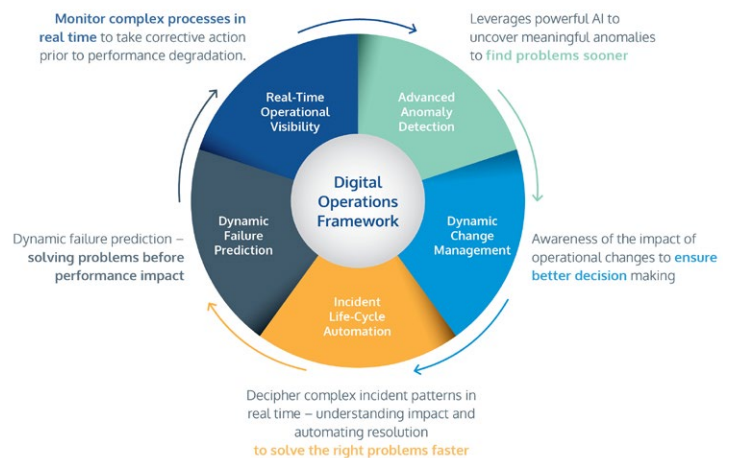 Monitor complex processes in
real time to take corrective action
prior to performance degradation.
Leverages powerful AI to
uncover meaningful anomalies
to find problems sooner
Real-Time
Operational
Visibility
Advanced
Anomaly
Detection
Digital
Operations
Framework
Dynamic
Failure
Prediction
Dynamic
Change
Management
Dynamic failure prediction –
solving problems before
performance impact
Awareness of the impact of
operational changes to ensure
better decision making
Incident
Life-Cycle
Automation
Decipher complex incident patterns in
real time – understanding impact and
automating resolution
to solve the right problems faster